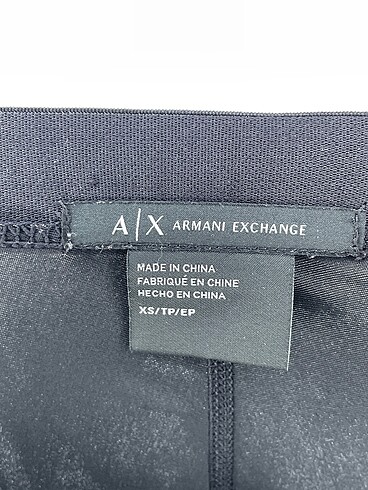 A|X ARMANI EXCHANGE
MADE IN CHINA
FABRIQUÉ EN CHINE
HECHO EN CHINA
XS/TP/EP